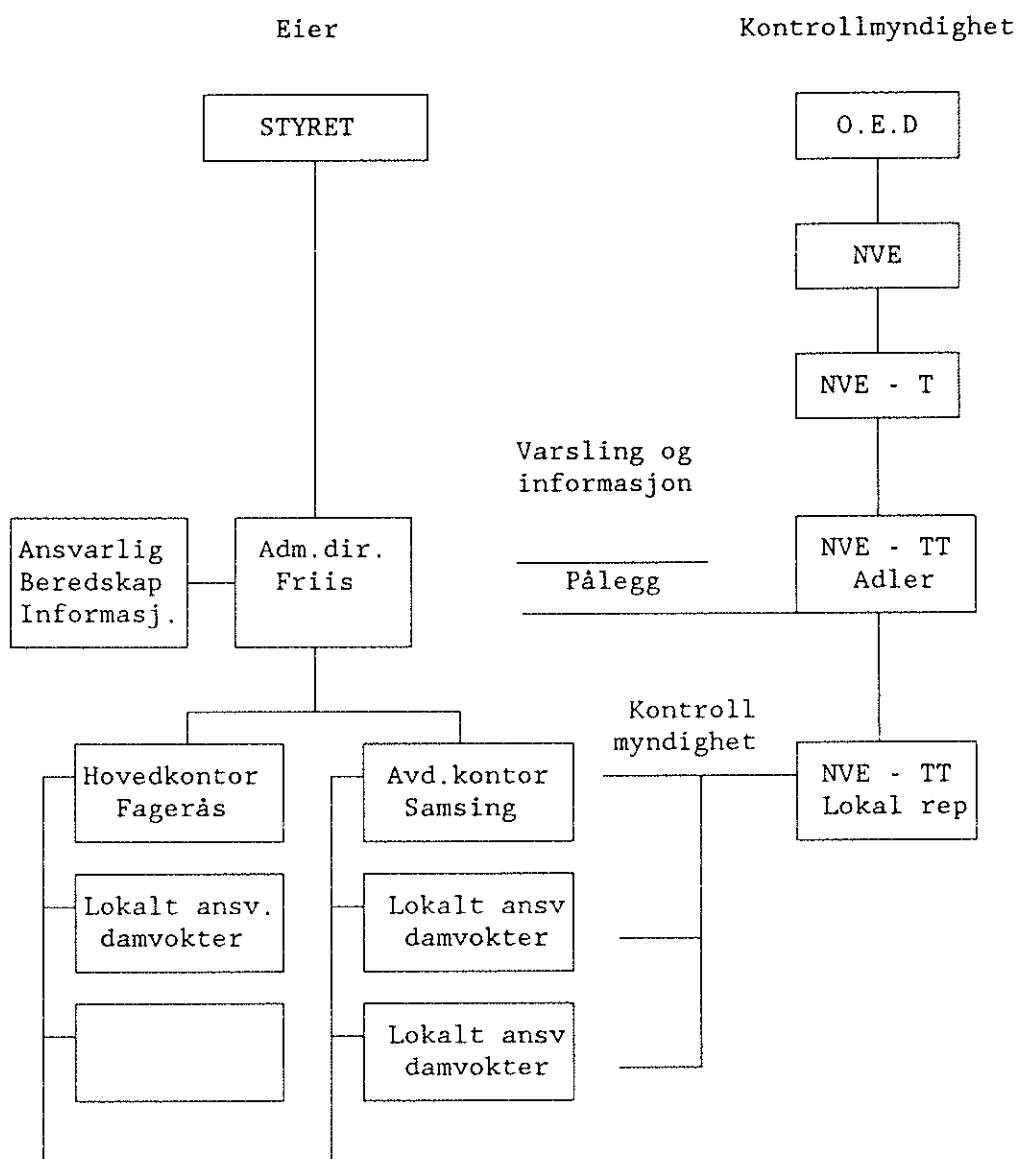 Eier
Kontrollmyndighet
STYRET
O.E.D
NVE
NVE - T
Varsling og
informasjon
Ansvarlig
Beredskap
Informasj.
Adm.dir.
Friis
Pålegg
NVE - TT
Adler
Kontroll
myndighet
Hovedkontor
Fagerås
Avd.kontor
Samsing
NVE - TT
Lokal rep
Lokalt ansv.
damvokter
Lokalt ansv
damvokter
Lokalt ansv
damvokter